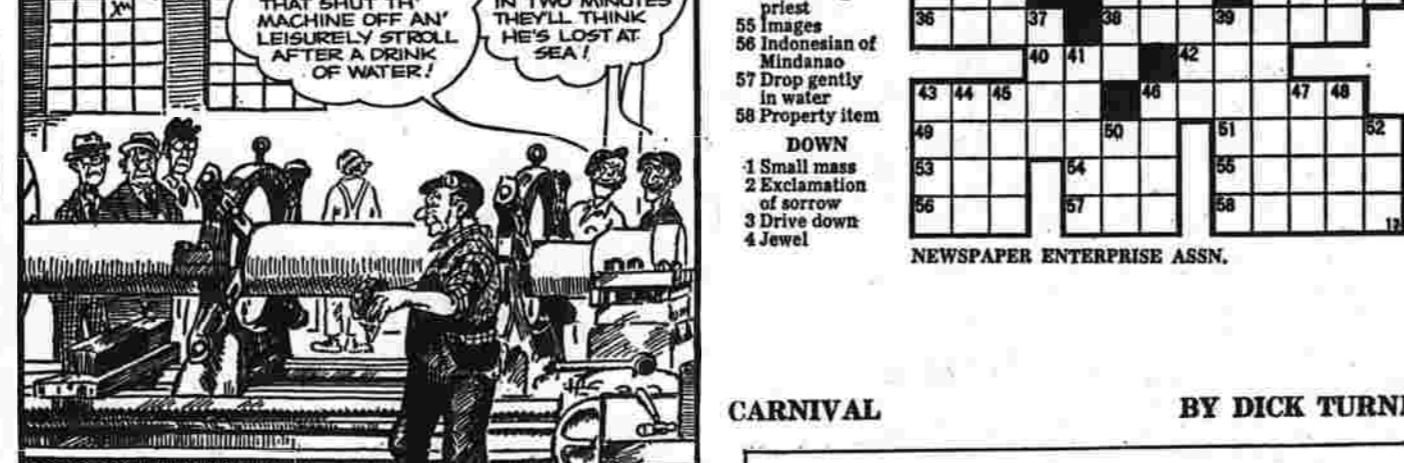 THAT SHUT TH'
MACHINE OFF AN'
LEISURELY STROLL
AFTER A DRINK
OF WATER!
IN TWO MINUTES
THEY'LL THINK
HE'S LOST AT
SEA!
priest
55 Images
56 Indonesian of
Mindanao
57 Drop gently
in water
58 Property item
DOWN
1 Small mass
2 Exclamation
of sorrow
3 Drive down
4 Jewel
36 37 38 39
40 41 42
43 44 45 46 47 48
49 50 51 52
53 54 55
56 57 58
NEWSPAPER ENTERPRISE ASSN.
CARNIVAL
BY DICK TURN